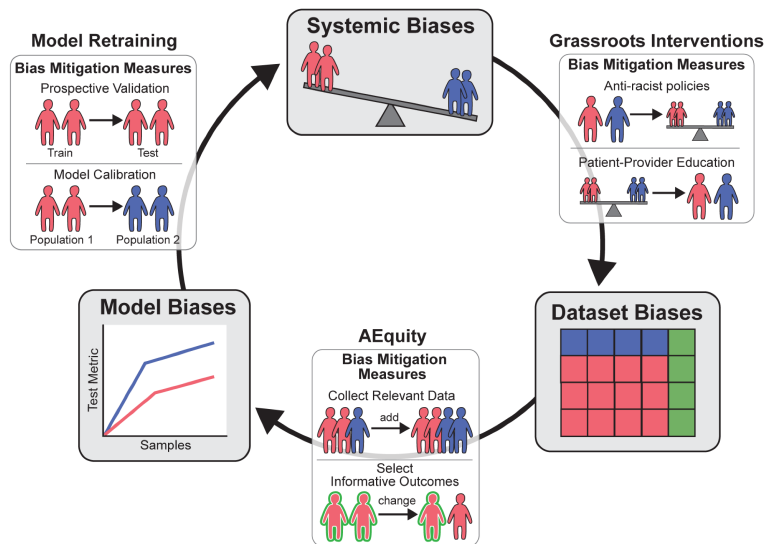 Systemic Biases
Model Retraining
Bias Mitigation Measures
Prospective Validation
Train
Test
Model Calibration
Population 1
Population 2
Grassroots Interventions
Bias Mitigation Measures
Anti-racist policies
Patient-Provider Education
Model Biases
Test Metric
Samples
AEquity
Bias Mitigation
Measures
Collect Relevant Data
add
Select
Informative Outcomes
change
Dataset Biases